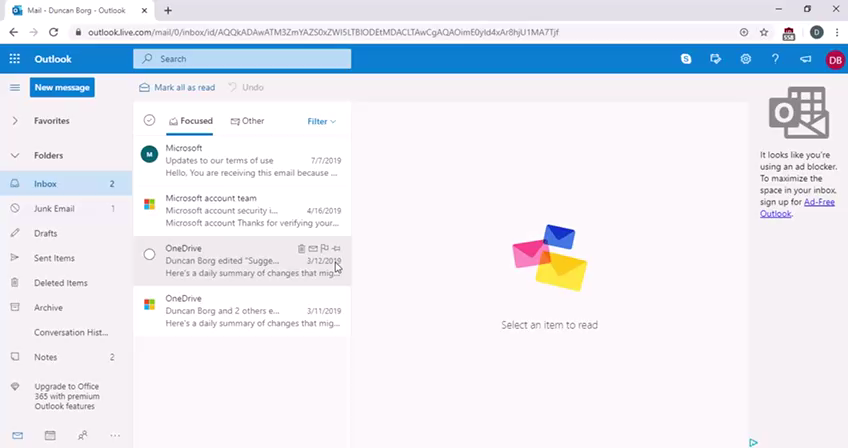 Mail - Duncan Borg - Outlook
outlook.live.com/mail/0/inbox/id/
D
Outlook
Search
DB
New message
Mark all as read
Undo
Favorites
Focused
Other
Filter
Folders
Microsoft
Updates to our terms of use
7/7/2019
Hello, You are receiving this email because ...
Inbox
2
Junk Email
1
Microsoft account team
Microsoft account security i...
4/16/2019
Microsoft account Thanks for verifying your...
Drafts
Sent Items
OneDrive
Duncan Borg edited "Sugge...
3/12/2019
Here's a daily summary of changes that mig...
Deleted Items
Archive
OneDrive
Duncan Borg and 2 others e...
3/11/2019
Here's a daily summary of changes that mig...
Conversation Hist...
Notes
2
Upgrade to Office
365 with premium
Outlook features
Select an item to read
It looks like you're
using an ad blocker.
To maximize the
space in your inbox,
sign up for Ad-Free
Outlook.